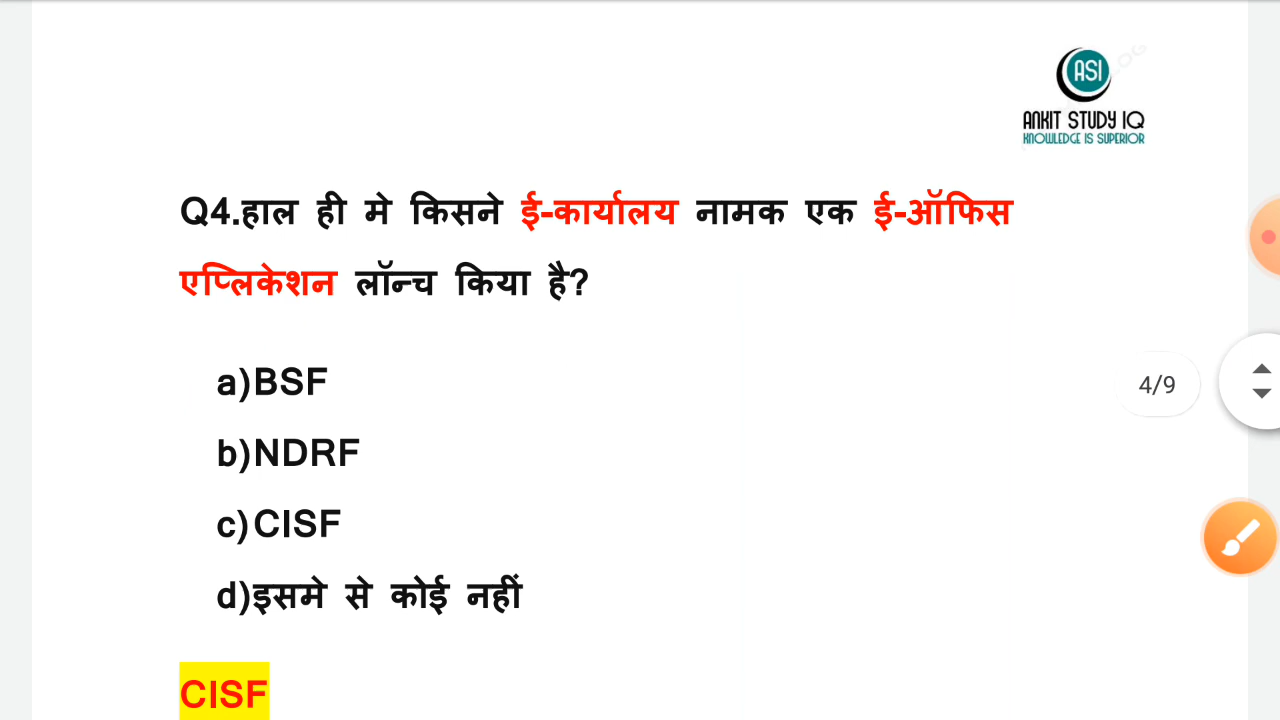 ASI
ANKIT STUDY IQ
KNOWLEDGE IS SUPERIOR
Q4.हाल ही मे किसने ई-कार्यालय नामक एक ई-ऑफिस
एप्लिकेशन लॉन्च किया है?
a)BSF
b)NDRF
4/9
c)CISF
d)इसमे से कोई नहीं
CISF